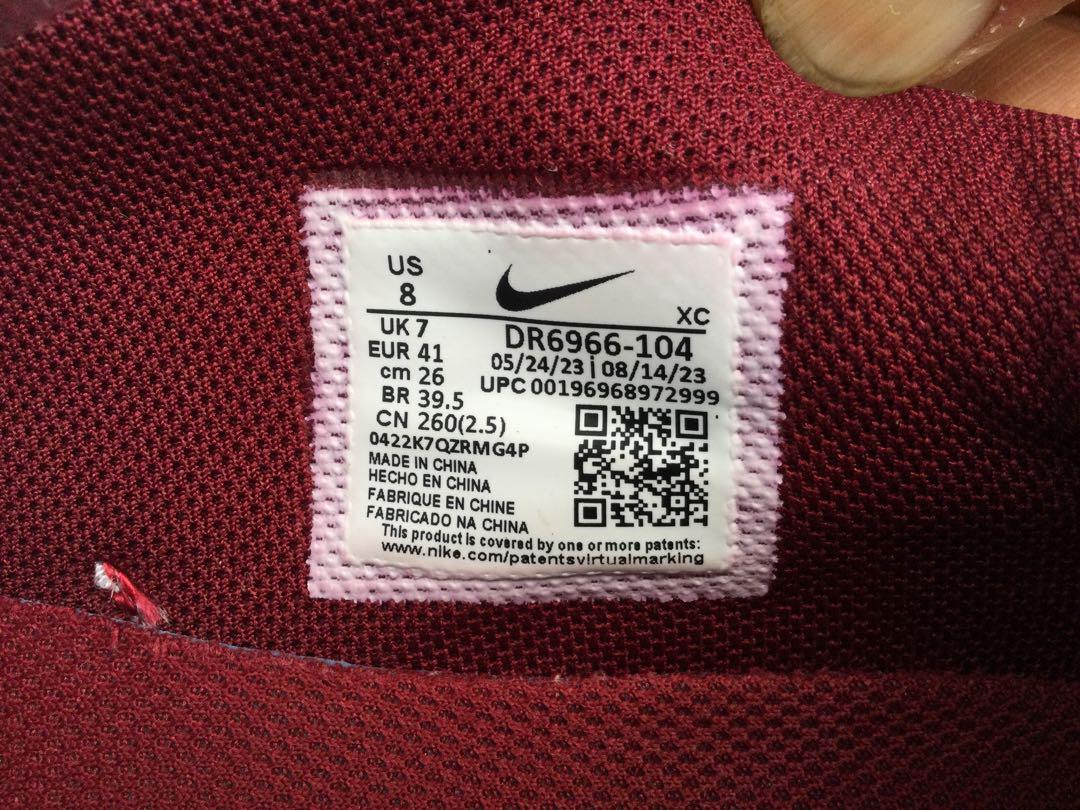 US
8
XC
UK 7
DR6966-104
EUR 41
05/24/23 | 08/14/23
cm 26
UPC 001969689729​99
BR 39.5
CN 260(2.5)
0422K7QZRMG4P
MADE IN CHINA
HECHO EN CHINA
FABRIQUE EN CHINE
FABRICADO NA CHINA
This product is covered by one or more patents:
www.nike.com/patentsvirtualmarking